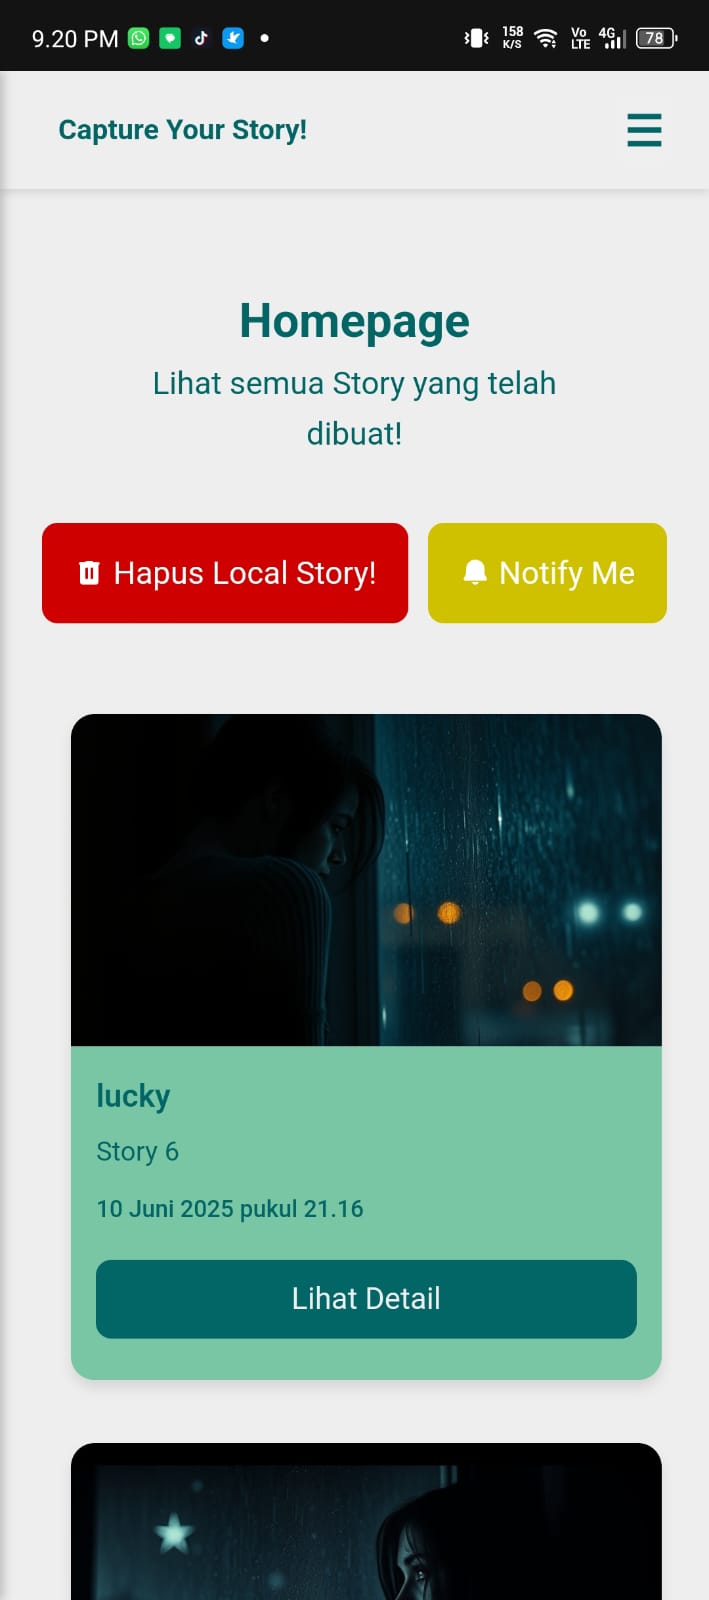 9.20 PM
158
K/S
Vo
LTE
4G
78
Capture Your Story!
Homepage
Lihat semua Story yang telah
dibuat!
Hapus Local Story!
Notify Me
lucky
Story 6
10 Juni 2025 pukul 21.16
Lihat Detail